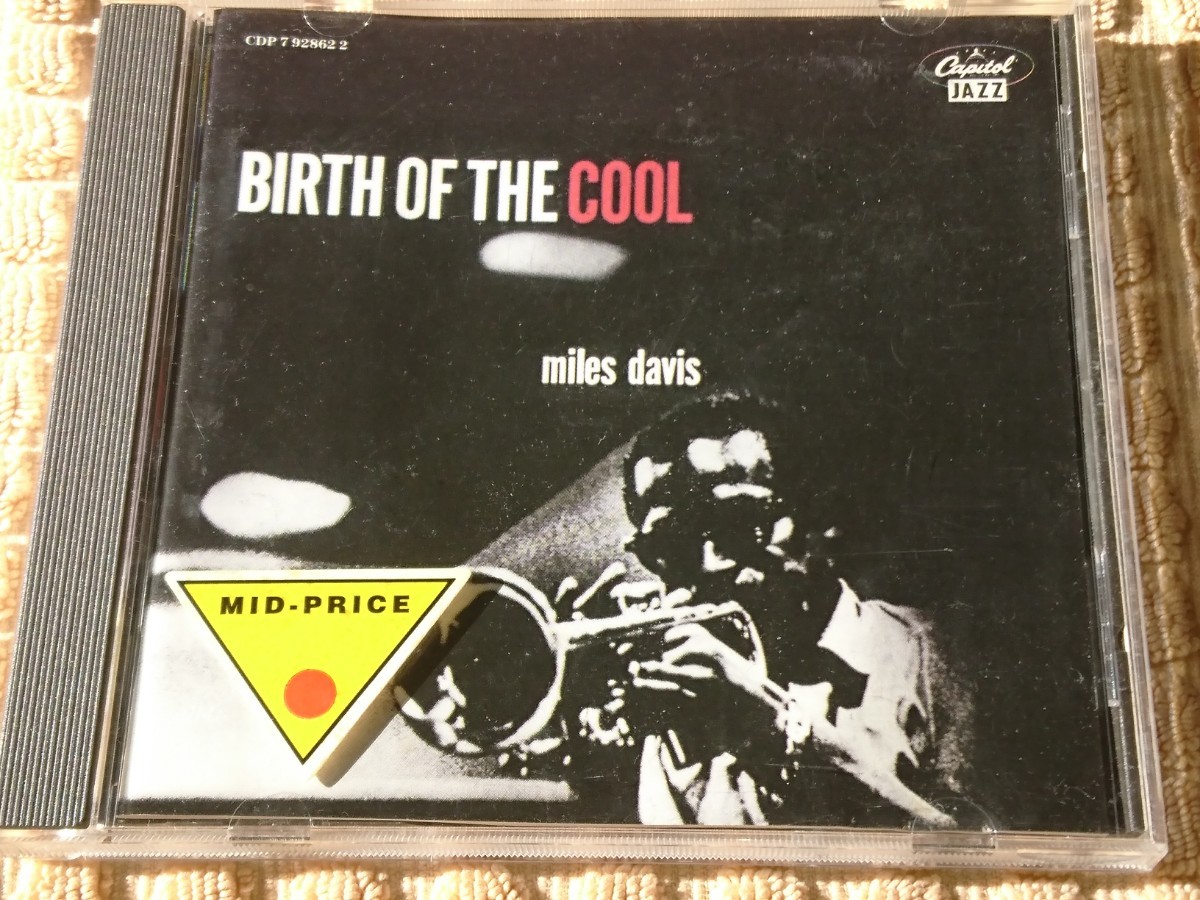 CDP 7 92862 2
Capitol
JAZZ
BIRTH OF THE COOL
miles davis
MID-PRICE